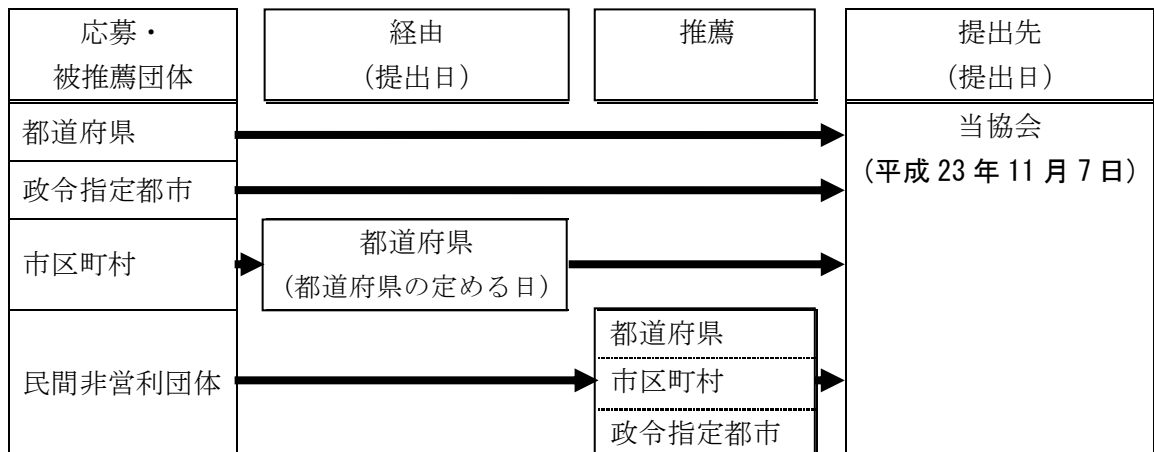 応募・
被推薦団体
経由
（提出日）
推薦
提出先
（提出日）
都道府県
当協会
（平成 23 年 11 月 7 日）
政令指定都市
市区町村
都道府県
（都道府県の定める日）
民間非営利団体
都道府県
市区町村
政令指定都市